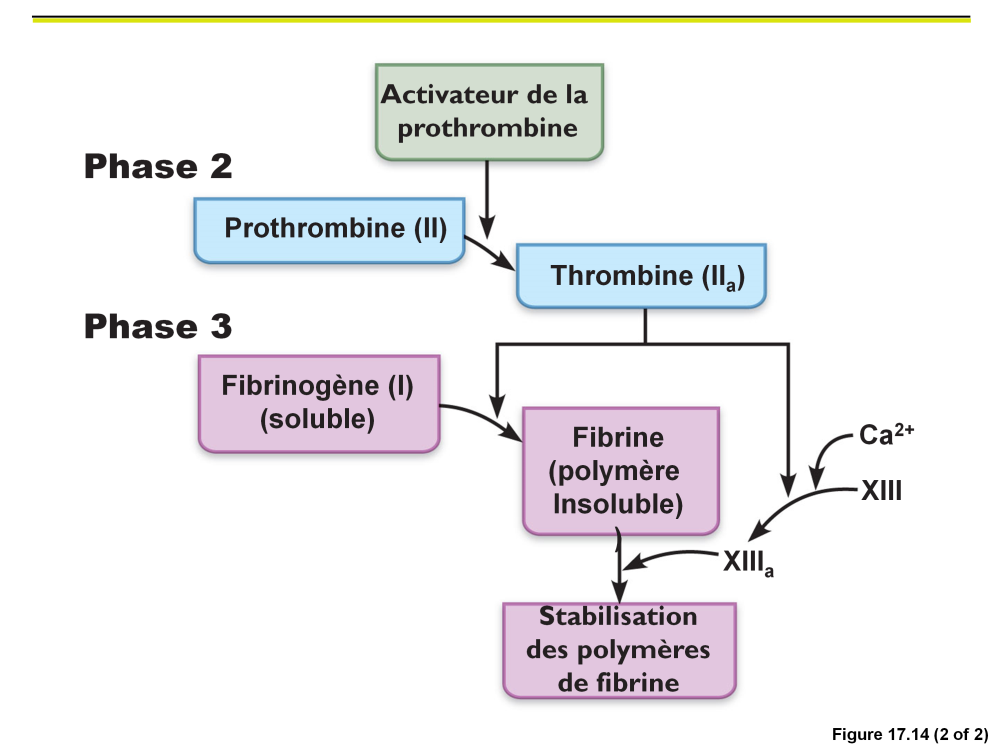 Activateur de la
prothrombine
Phase 2
Prothrombine (II)
Thrombine (IIa)
Phase 3
Fibrinogène (I)
(soluble)
Fibrine
(polymère
Insoluble)
)
Ca2+
XIII
XIIIa
Stabilisation
des polymères
de fibrine
Figure 17.14 (2 of 2)